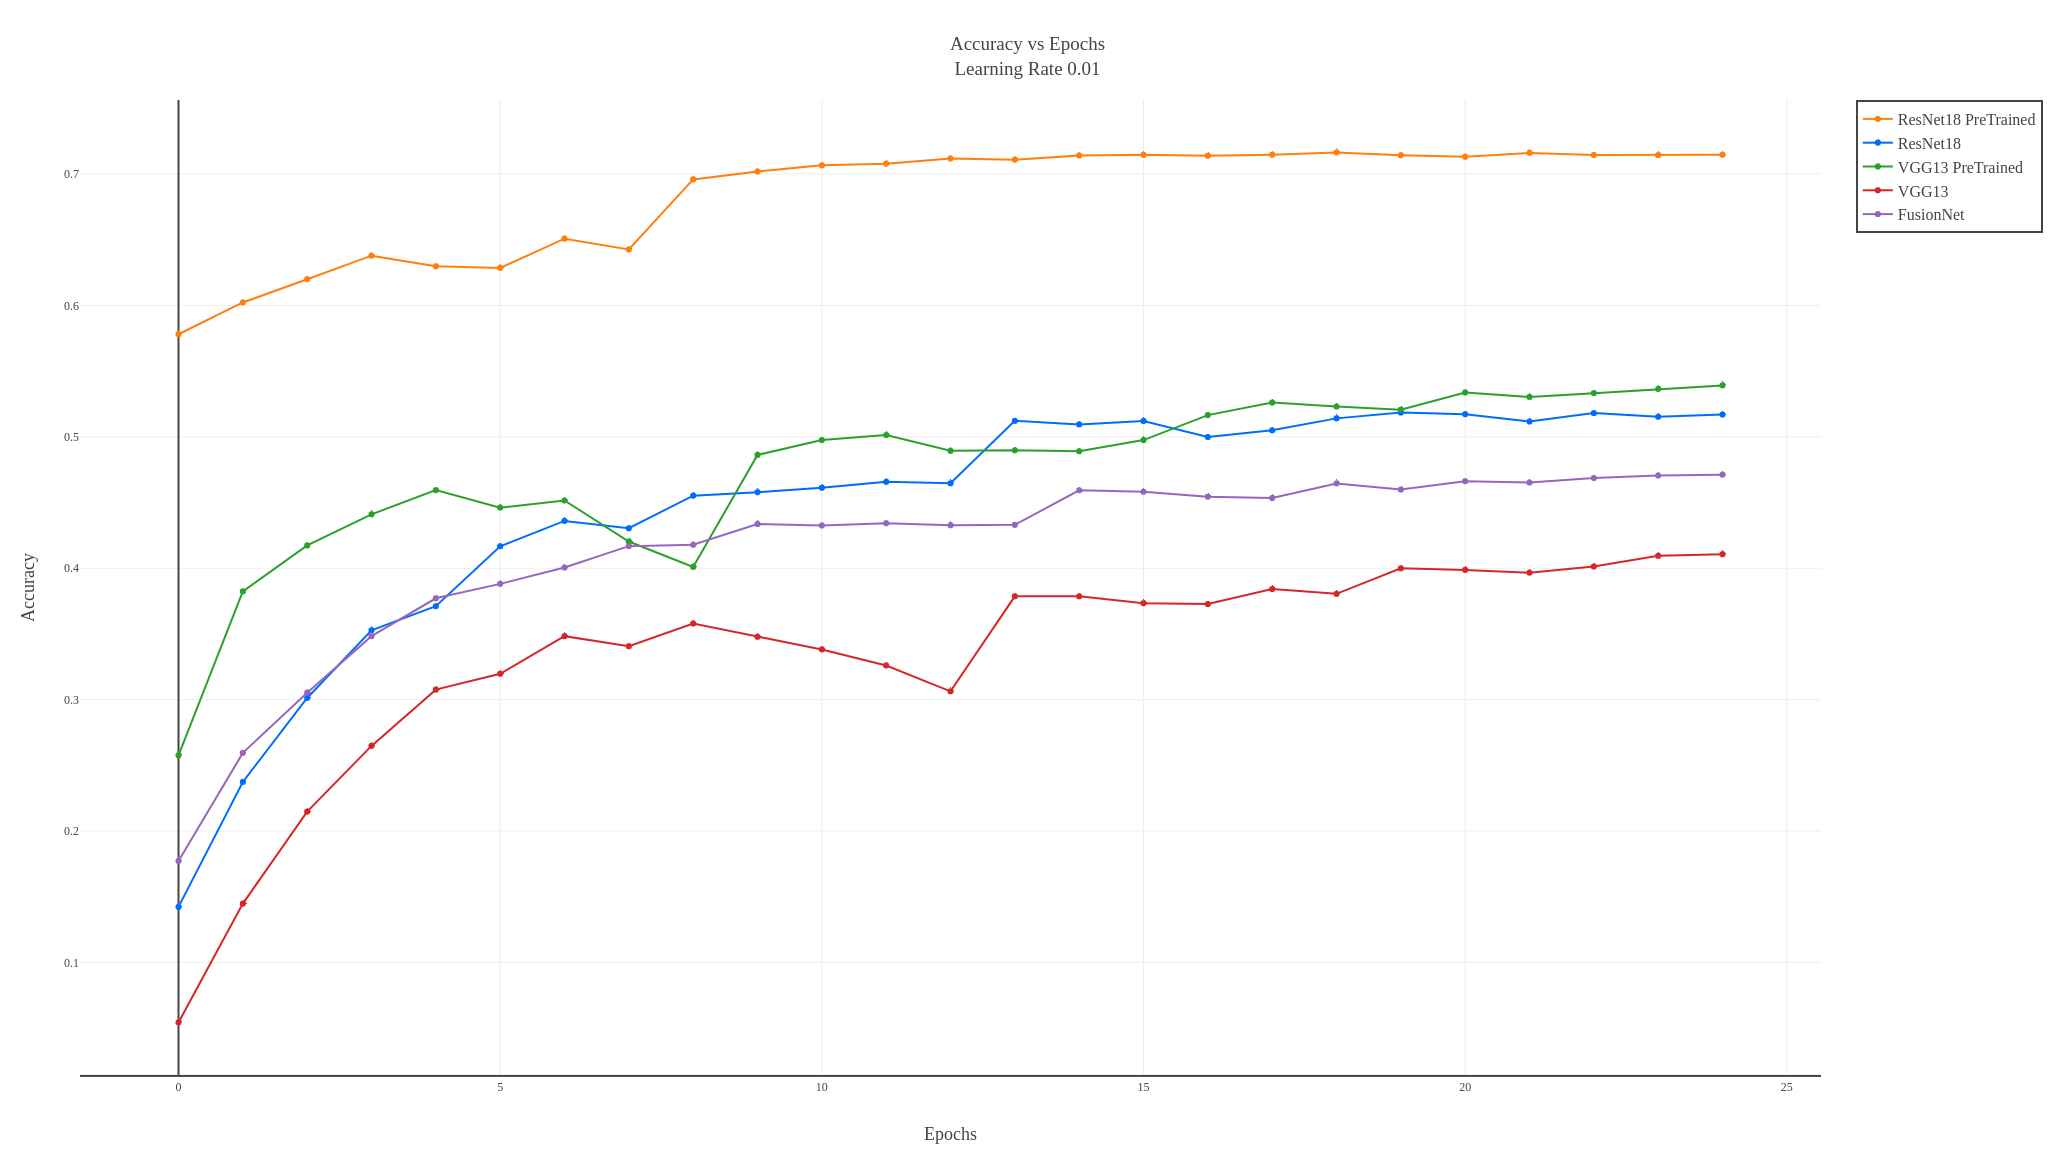 Accuracy vs Epochs
Learning Rate 0.01
ResNet18 PreTrained
ResNet18
VGG13 PreTrained
VGG13
FusionNet
Accuracy
0.7
0.6
0.5
0.4
0.3
0.2
0.1
0 5 10 15 20 25
Epochs